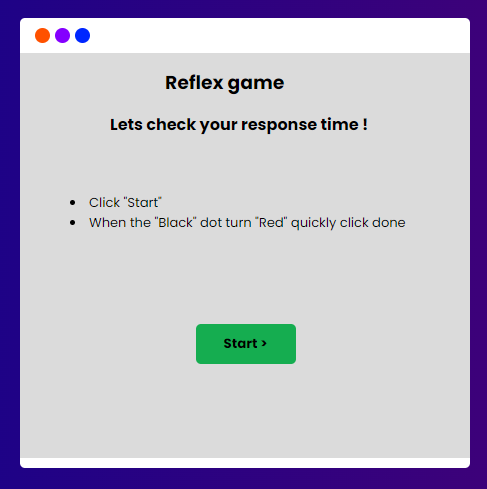 Reflex game
Lets check your response time !
Click "Start"
When the "Black" dot turn "Red" quickly click done
Start >